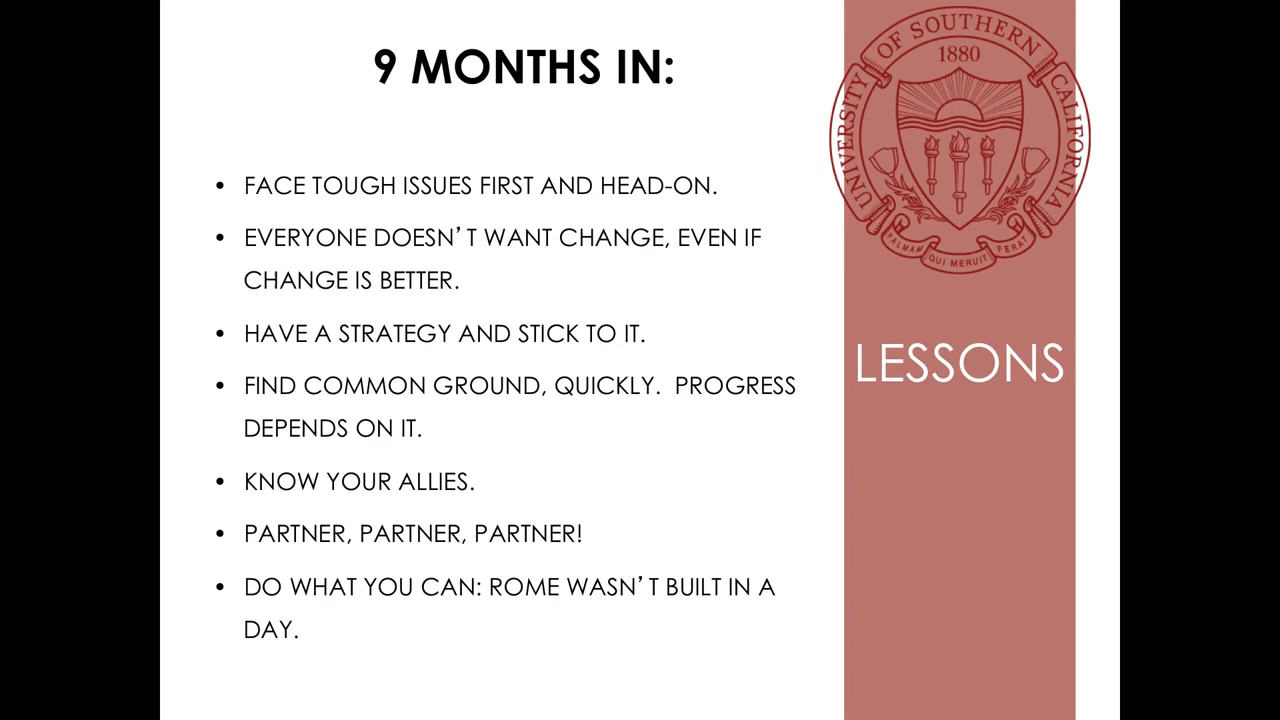 9 MONTHS IN:
• FACE TOUGH ISSUES FIRST AND HEAD-ON.
• EVERYONE DOESN’T WANT CHANGE, EVEN IF
CHANGE IS BETTER.
• HAVE A STRATEGY AND STICK TO IT.
• FIND COMMON GROUND, QUICKLY.  PROGRESS
DEPENDS ON IT.
• KNOW YOUR ALLIES.
• PARTNER, PARTNER, PARTNER!
• DO WHAT YOU CAN: ROME WASN’T BUILT IN A
DAY.
UNIVERSITY OF SOUTHERN CALIFORNIA
1880
PALMAM QUI MERUIT FERAT
LESSONS